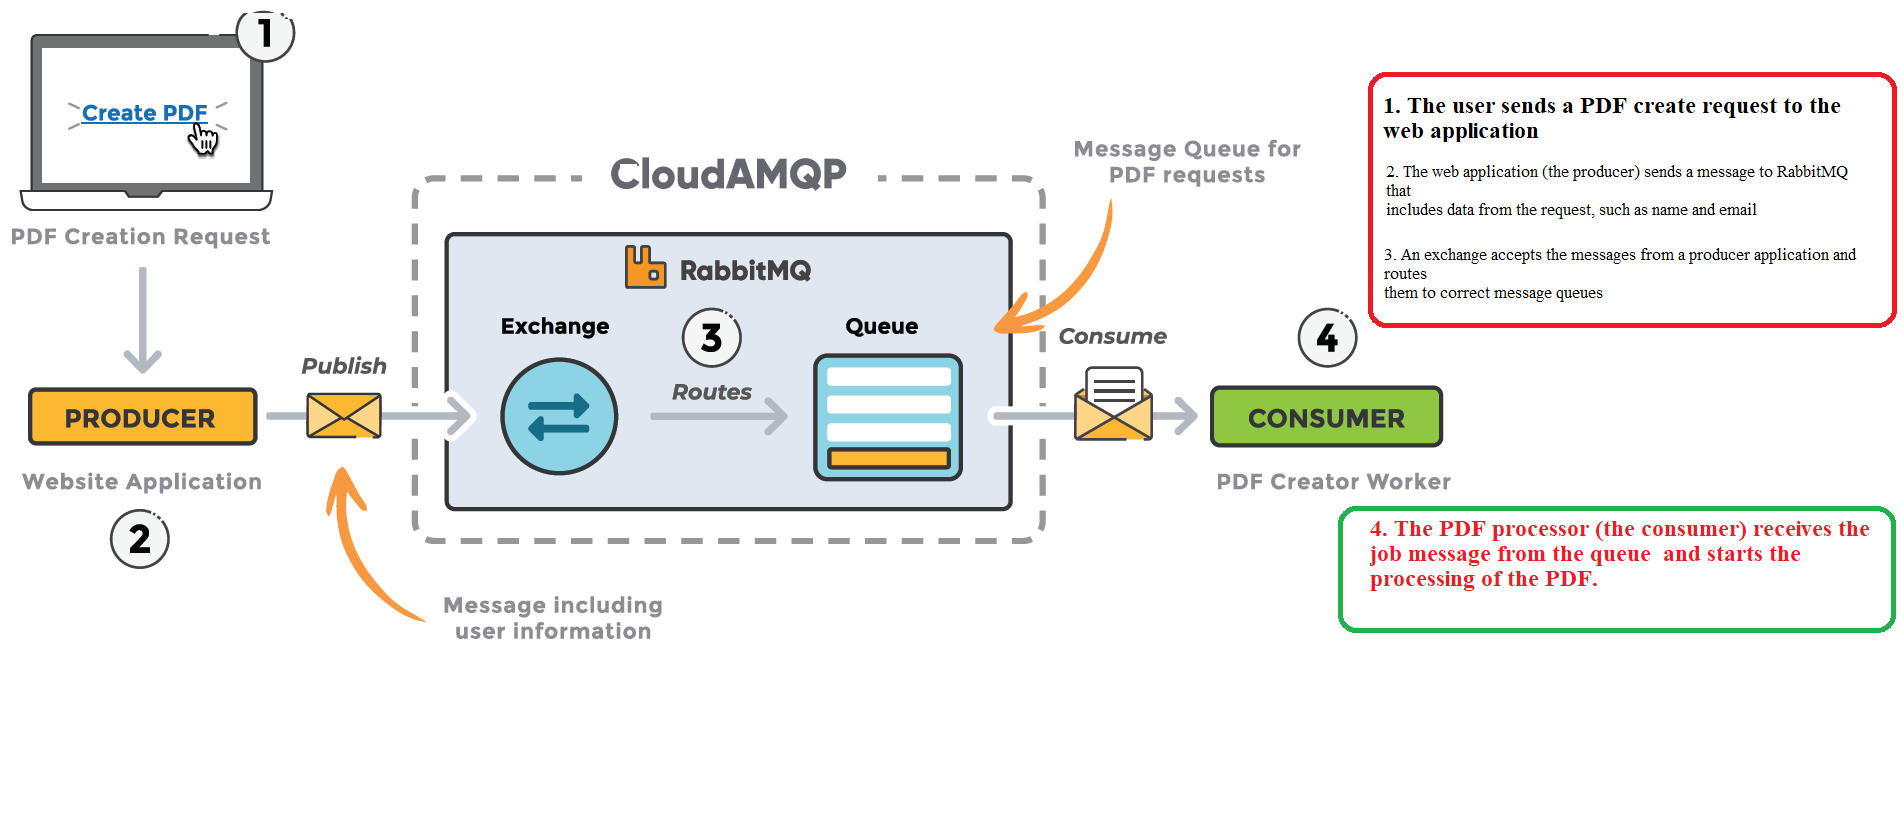 1
Create PDF
PDF Creation Request
PRODUCER
Website Application
2
Publish
Message including
user information
CloudAMQP
RabbitMQ
Exchange
3
Routes
Queue
Message Queue for
PDF requests
Consume
4
CONSUMER
PDF Creator Worker
1. The user sends a PDF create request to the
web application
2. The web application (the producer) sends a message to RabbitMQ
that
includes data from the request, such as name and email
3. An exchange accepts the messages from a producer application and
routes
them to correct message queues
4. The PDF processor (the consumer) receives the
job message from the queue  and starts the
processing of the PDF.